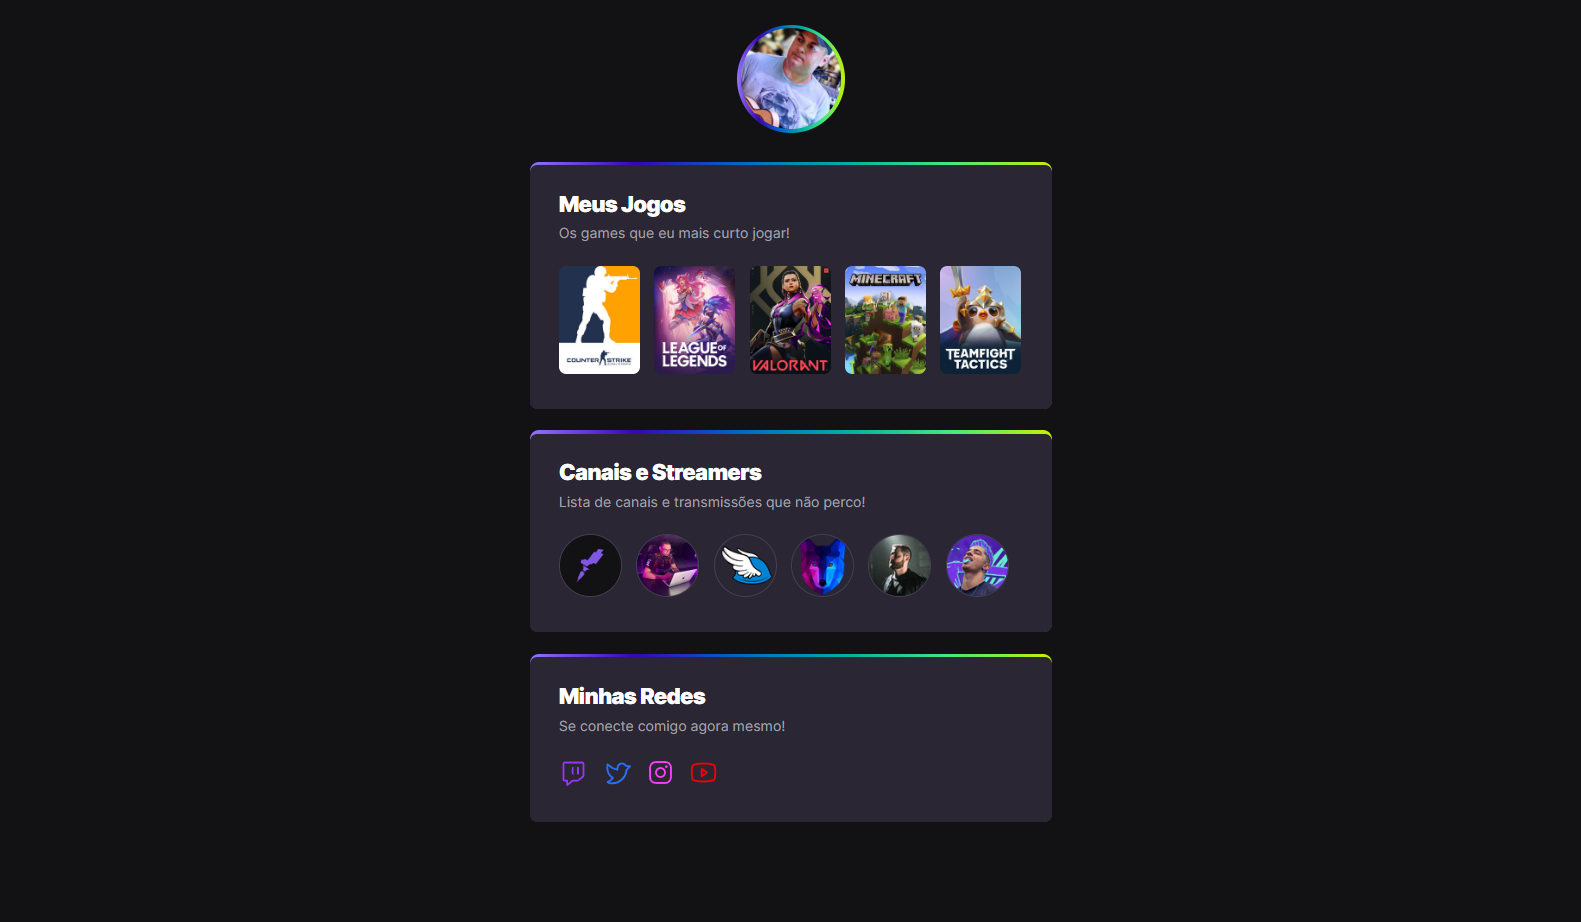 Meus Jogos
Os games que eu mais curto jogar!
COUNTER STRIKE
LEAGUE OF
LEGENDS
VALORANT
MINECRAFT
TEAMFIGHT
TACTICS
Canais e Streamers
Lista de canais e transmissões que não perco!
Minhas Redes
Se conecte comigo agora mesmo!